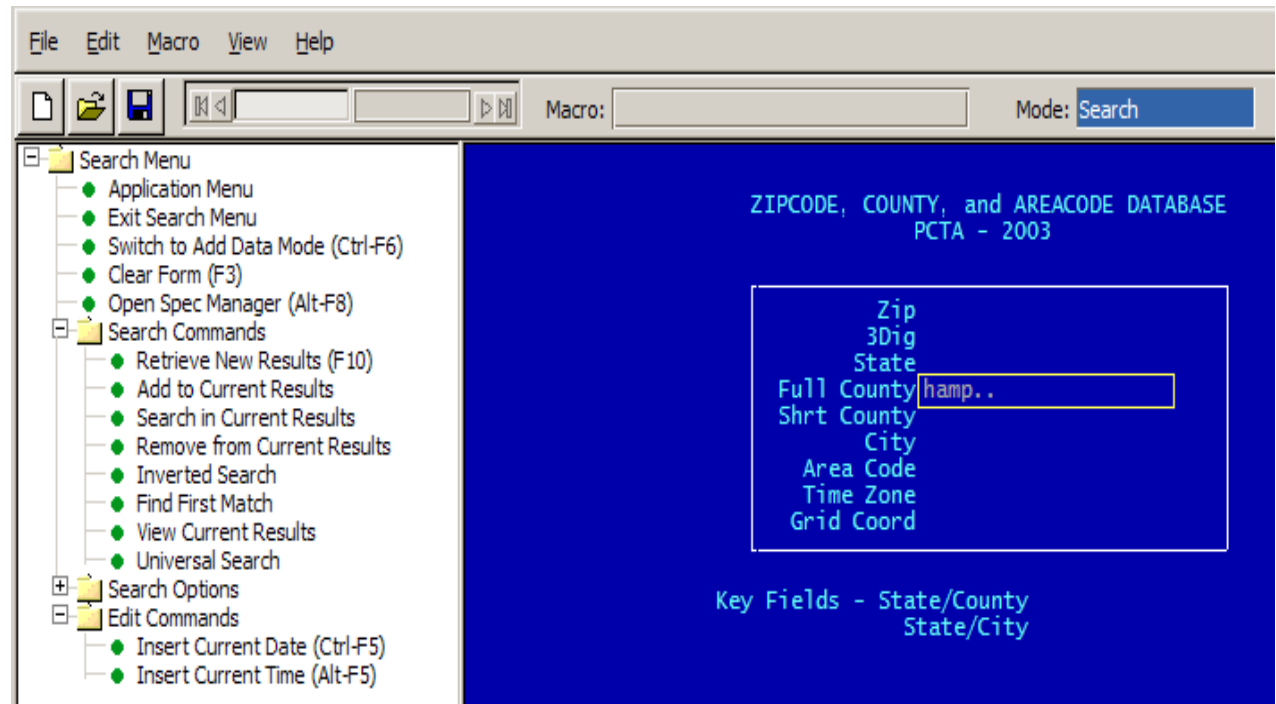 File Edit Macro View Help
Macro: Mode: Search
Search Menu
Application Menu
Exit Search Menu
Switch to Add Data Mode (Ctrl-F6)
Clear Form (F3)
Open Spec Manager (Alt-F8)
Search Commands
Retrieve New Results (F10)
Add to Current Results
Search in Current Results
Remove from Current Results
Inverted Search
Find First Match
View Current Results
Universal Search
Search Options
Edit Commands
Insert Current Date (Ctrl-F5)
Insert Current Time (Alt-F5)
ZIPCODE, COUNTY, and AREACODE DATABASE
PCTA - 2003
Zip
3Dig
State
Full County hamp..
Shrt County
City
Area Code
Time Zone
Grid Coord
Key Fields - State/County
State/City